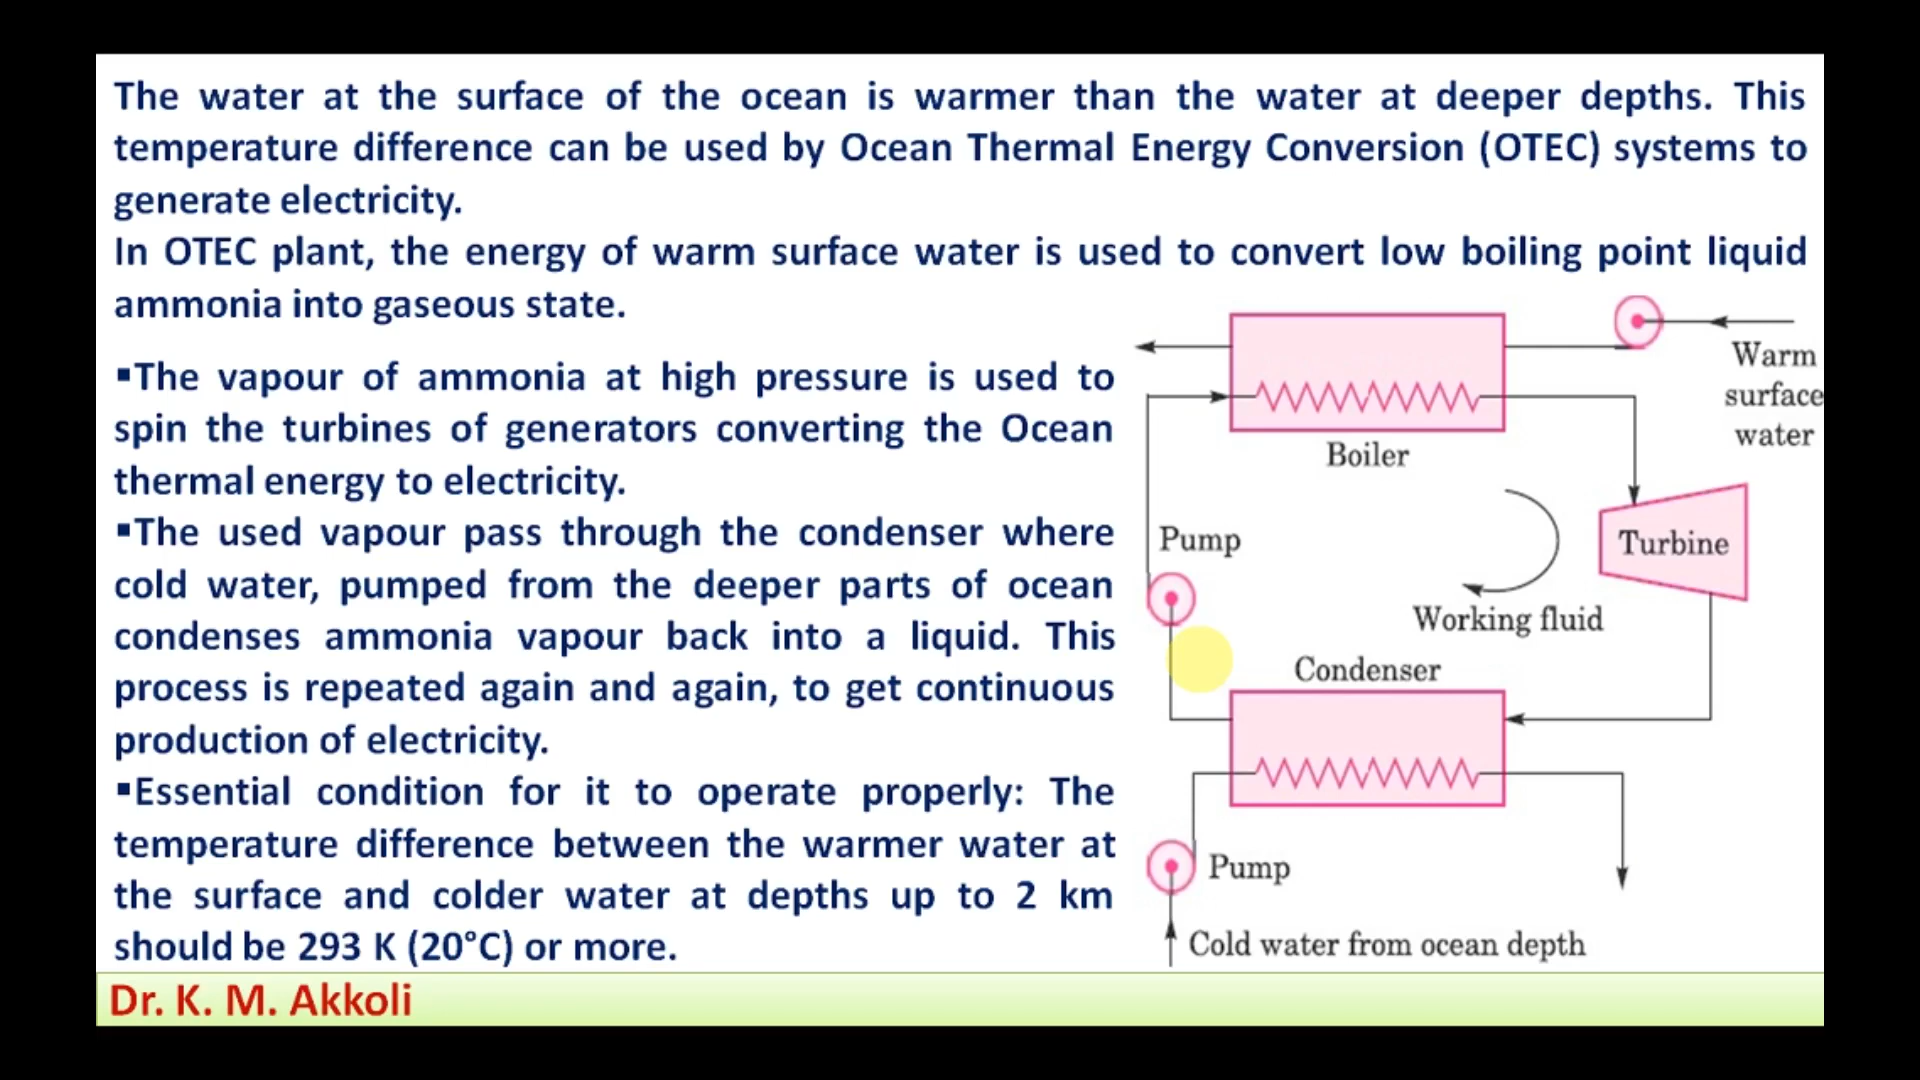 The water at the surface of the ocean is warmer than the water at deeper depths. This
temperature difference can be used by Ocean Thermal Energy Conversion (OTEC) systems to
generate electricity.
In OTEC plant, the energy of warm surface water is used to convert low boiling point liquid
ammonia into gaseous state.
▪The vapour of ammonia at high pressure is used to
spin the turbines of generators converting the Ocean
thermal energy to electricity.
▪The used vapour pass through the condenser where
cold water, pumped from the deeper parts of ocean
condenses ammonia vapour back into a liquid. This
process is repeated again and again, to get continuous
production of electricity.
▪Essential condition for it to operate properly: The
temperature difference between the warmer water at
the surface and colder water at depths up to 2 km
should be 293 K (20°C) or more.
Warm
surface
water
Boiler
Pump
Turbine
Working fluid
Condenser
Pump
Cold water from ocean depth
Dr. K. M. Akkoli